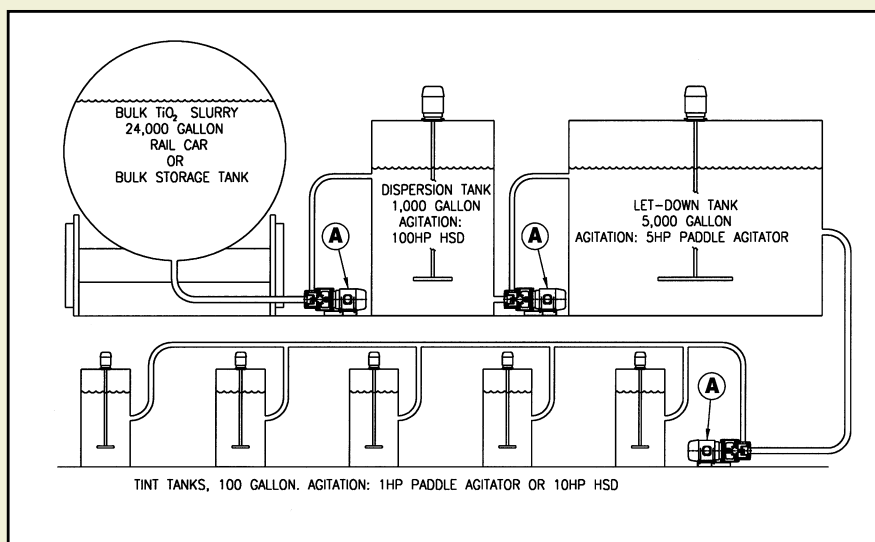 BULK TiO₂ SLURRY
24,000 GALLON
RAIL CAR
OR
BULK STORAGE TANK
DISPERSION TANK
1,000 GALLON
AGITATION:
100HP HSD
LET-DOWN TANK
5,000 GALLON
AGITATION: 5HP PADDLE AGITATOR
A
A
A
TINT TANKS, 100 GALLON. AGITATION: 1HP PADDLE AGITATOR OR 10HP HSD